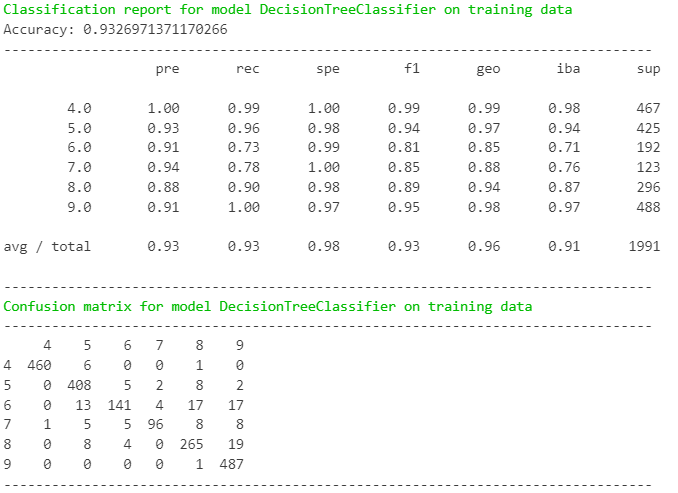 Classification report for model DecisionTreeClassifier on training data
Accuracy: 0.9326971371170266
--------------------------------------------------------------------------------
pre rec spe f1 geo iba sup
4.0 1.00 0.99 1.00 0.99 0.99 0.98 467
5.0 0.93 0.96 0.98 0.94 0.97 0.94 425
6.0 0.91 0.73 0.99 0.81 0.85 0.71 192
7.0 0.94 0.78 1.00 0.85 0.88 0.76 123
8.0 0.88 0.90 0.98 0.89 0.94 0.87 296
9.0 0.91 1.00 0.97 0.95 0.98 0.97 488
avg / total 0.93 0.93 0.98 0.93 0.96 0.91 1991
--------------------------------------------------------------------------------
Confusion matrix for model DecisionTreeClassifier on training data
--------------------------------------------------------------------------------
4 5 6 7 8 9
4 460 6 0 0 1 0
5 0 408 5 2 8 2
6 0 13 141 4 17 17
7 1 5 5 96 8 8
8 0 8 4 0 265 19
9 0 0 0 0 1 487
--------------------------------------------------------------------------------